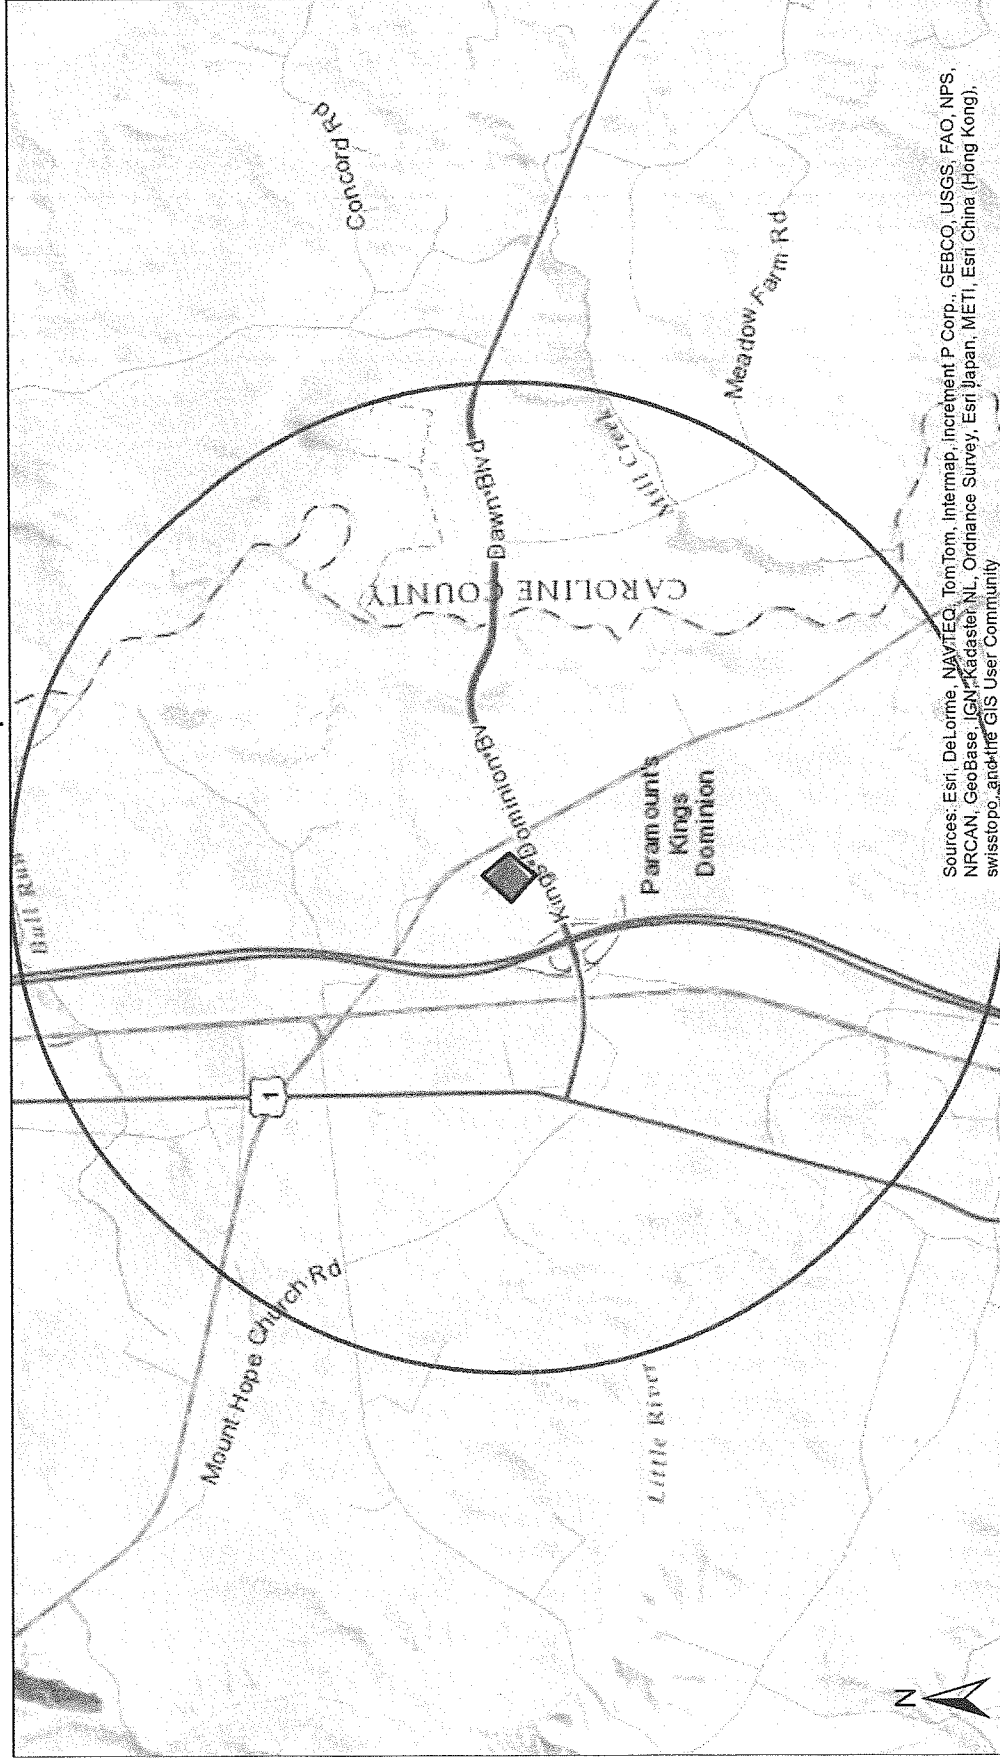 Bull Run
Concord Rd
1
Mount Hope Church Rd
Dawn Blvd
CAROLINE COUNTY
Kings Dominion Bv
Mill Creek
Meadow Farm Rd
Paramount's
Kings
Dominion
Little River
N
Sources: Esri, DeLorme, NAVTEQ, TomTom, Intermap, increment P Corp., GEBCO, USGS, FAO, NPS,
NRCAN, GeoBase, IGN, Kadaster NL, Ordnance Survey, Esri Japan, METI, Esri China (Hong Kong),
swisstopo, and the GIS User Community